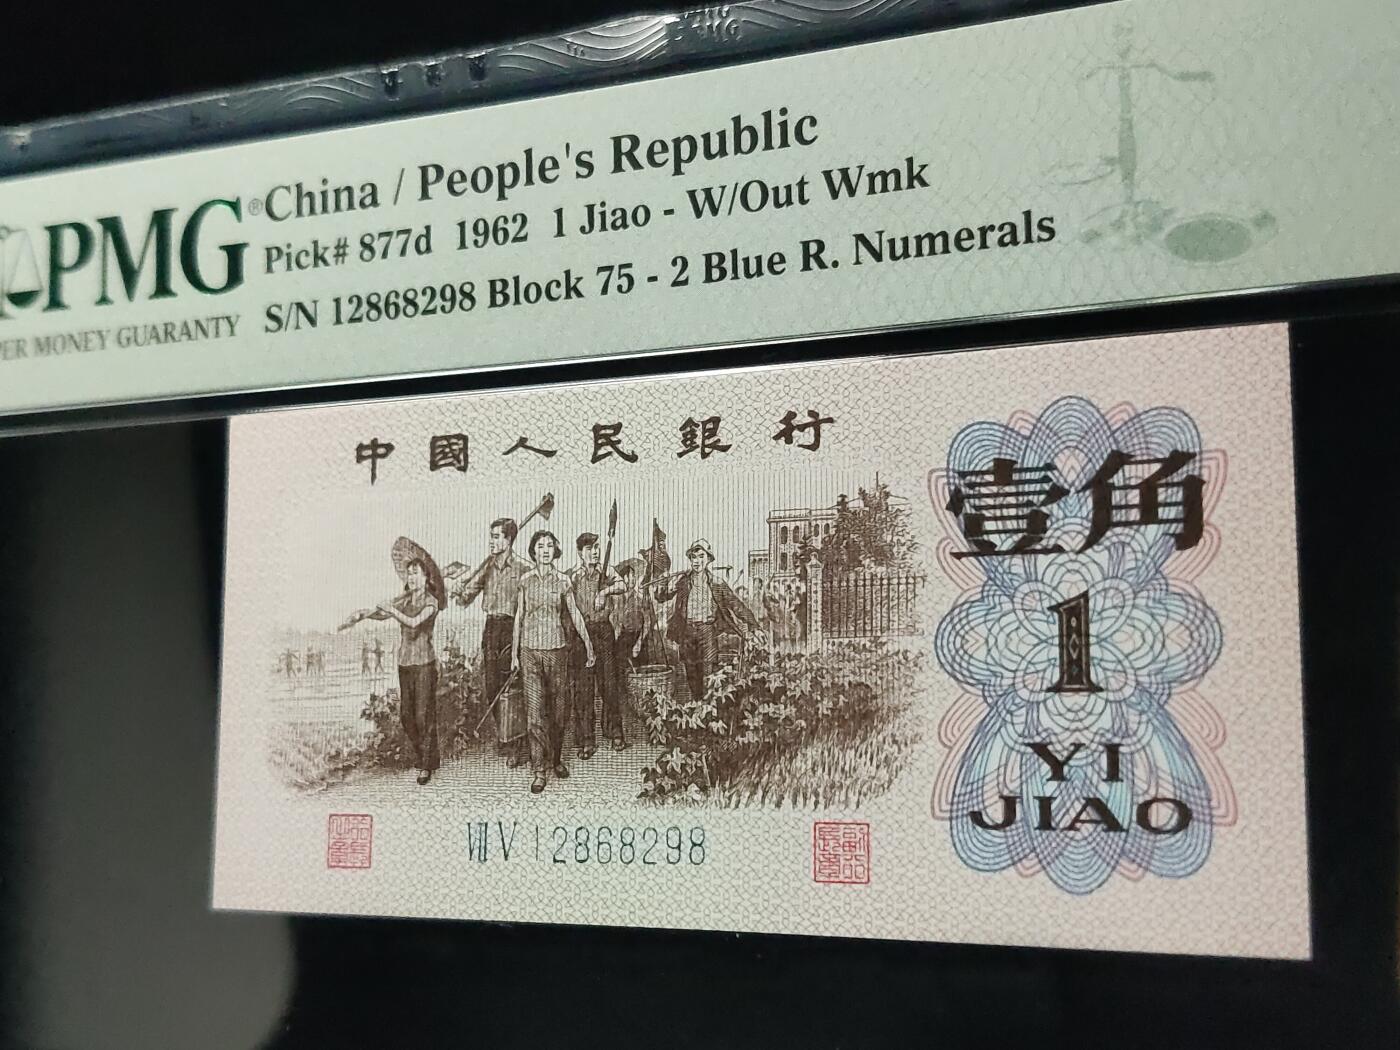 China / People's Republic
PMG®
Pick# 877d 1962 1 Jiao - W/Out Wmk
S/N 12868298 Block 75 - 2 Blue R. Numerals
PER MONEY GUARANTY
中國人民銀行
壹角
1
YI
JIAO
VII V 12868298